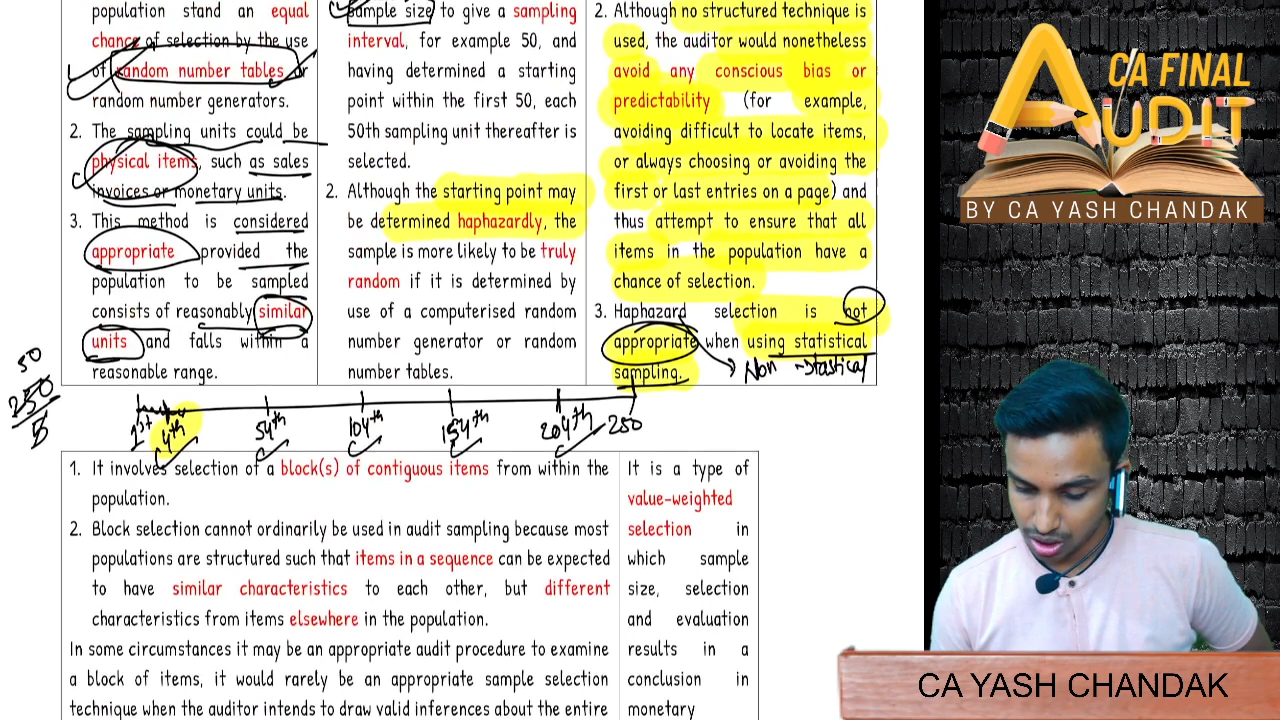 population stand an equal
chance of selection by the use
of random number tables or
random number generators.
2. The sampling units could be
physical items, such as sales
invoices or monetary units.
3. This method is considered
appropriate provided the
population to be sampled
consists of reasonably similar
units and falls within a
reasonable range.
sample size to give a sampling
interval, for example 50, and
having determined a starting
point within the first 50, each
50th sampling unit thereafter is
selected.
2. Although the starting point may
be determined haphazardly, the
sample is more likely to be truly
random if it is determined by
use of a computerised random
number generator or random
number tables.
2. Although no structured technique is
used, the auditor would nonetheless
avoid any conscious bias or
predictability (for example,
avoiding difficult to locate items,
or always choosing or avoiding the
first or last entries on a page) and
thus attempt to ensure that all
items in the population have a
chance of selection.
3. Haphazard selection is not
appropriate when using statistical
sampling.
Non-Stastical
50
250
5
1st 4th 54th 104th 154th 204th 250
1. It involves selection of a block(s) of contiguous items from within the
population.
2. Block selection cannot ordinarily be used in audit sampling because most
populations are structured such that items in a sequence can be expected
to have similar characteristics to each other, but different
characteristics from items elsewhere in the population.
In some circumstances it may be an appropriate audit procedure to examine
a block of items, it would rarely be an appropriate sample selection
technique when the auditor intends to draw valid inferences about the entire
It is a type of
value-weighted
selection in
which sample
size, selection
and evaluation
results in a
conclusion in
monetary
CA FINAL
AUDIT
BY CA YASH CHANDAK
CA YASH CHANDAK